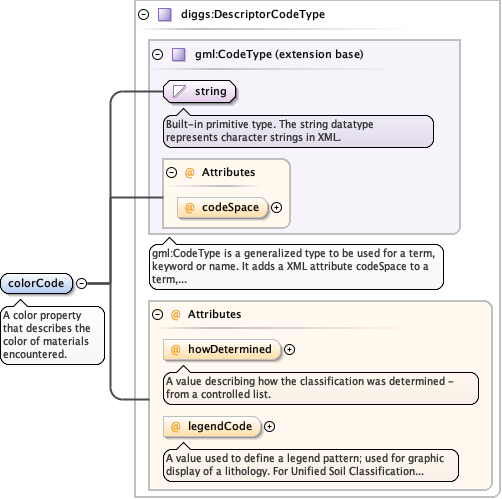 diggs:DescriptorCodeType
gml:CodeType (extension base)
string
Built-in primitive type. The string datatype
represents character strings in XML.
@ Attributes
@ codeSpace
gml:CodeType is a generalized type to be used for a term,
keyword or name. It adds a XML attribute codeSpace to a
term,...
colorCode
A color property
that describes the
color of materials
encountered.
@ Attributes
@ howDetermined
A value describing how the classification was determined -
from a controlled list.
@ legendCode
A value used to define a legend pattern; used for graphic
display of a lithology. For Unified Soil Classification...